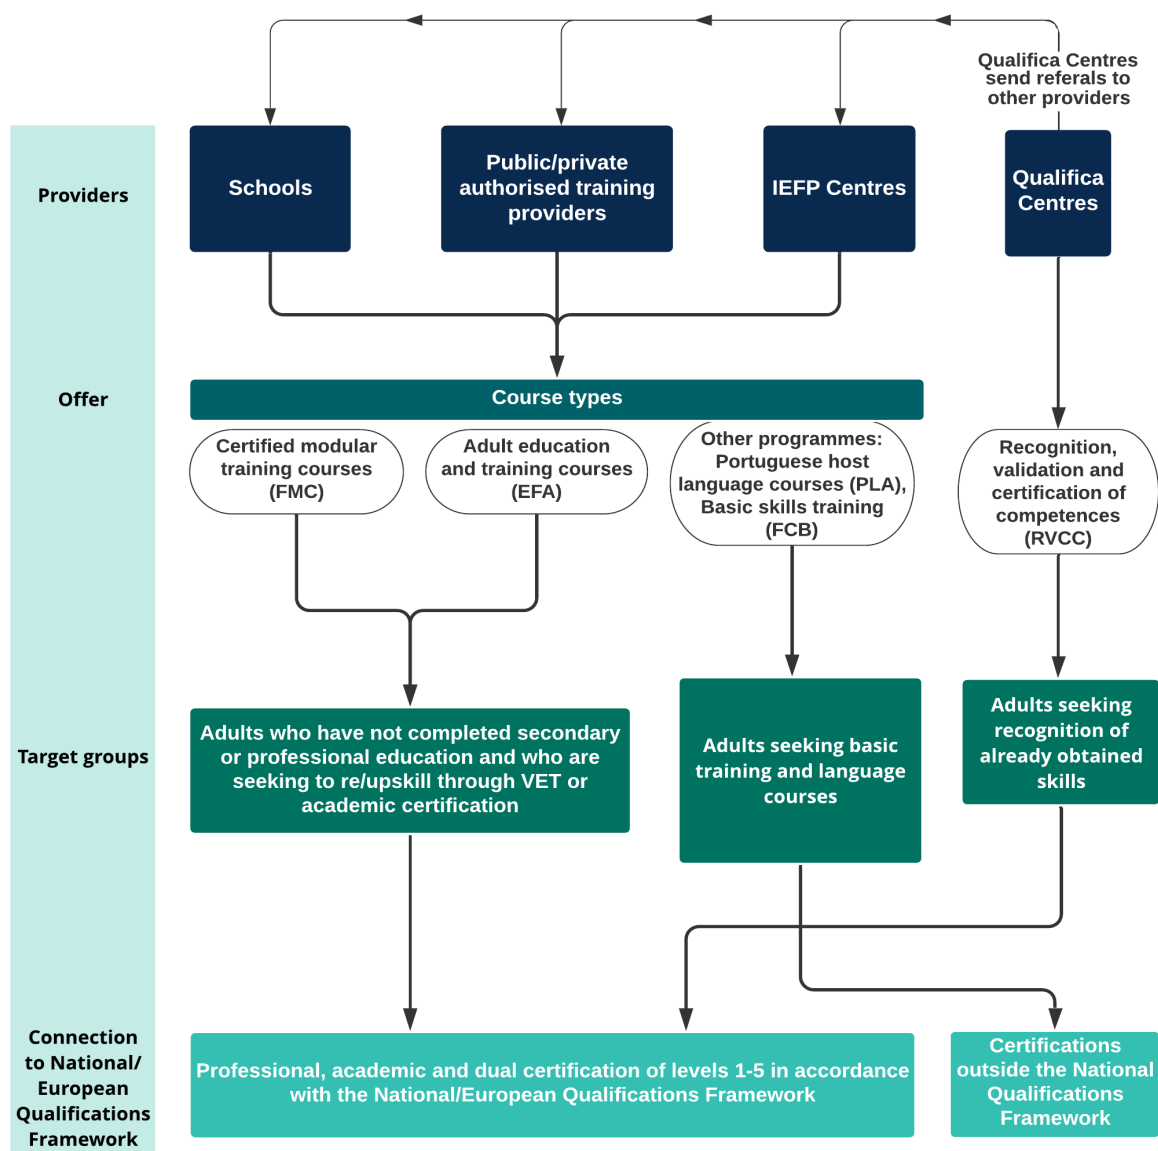 Qualifica Centres
send referals to
other providers
Providers
Schools
Public/private
authorised training
providers
IEFP Centres
Qualifica
Centres
Offer
Course types
Certified modular
training courses
(FMC)
Adult education
and training courses
(EFA)
Other programmes:
Portuguese host
language courses (PLA),
Basic skills training
(FCB)
Recognition,
validation and
certification of
competences
(RVCC)
Target groups
Adults who have not completed secondary
or professional education and who are
seeking to re/upskill through VET or
academic certification
Adults seeking basic
training and language
courses
Adults seeking
recognition of
already obtained
skills
Connection
to National/
European
Qualifications
Framework
Professional, academic and dual certification of levels 1-5 in accordance
with the National/European Qualifications Framework
Certifications
outside the National
Qualifications
Framework